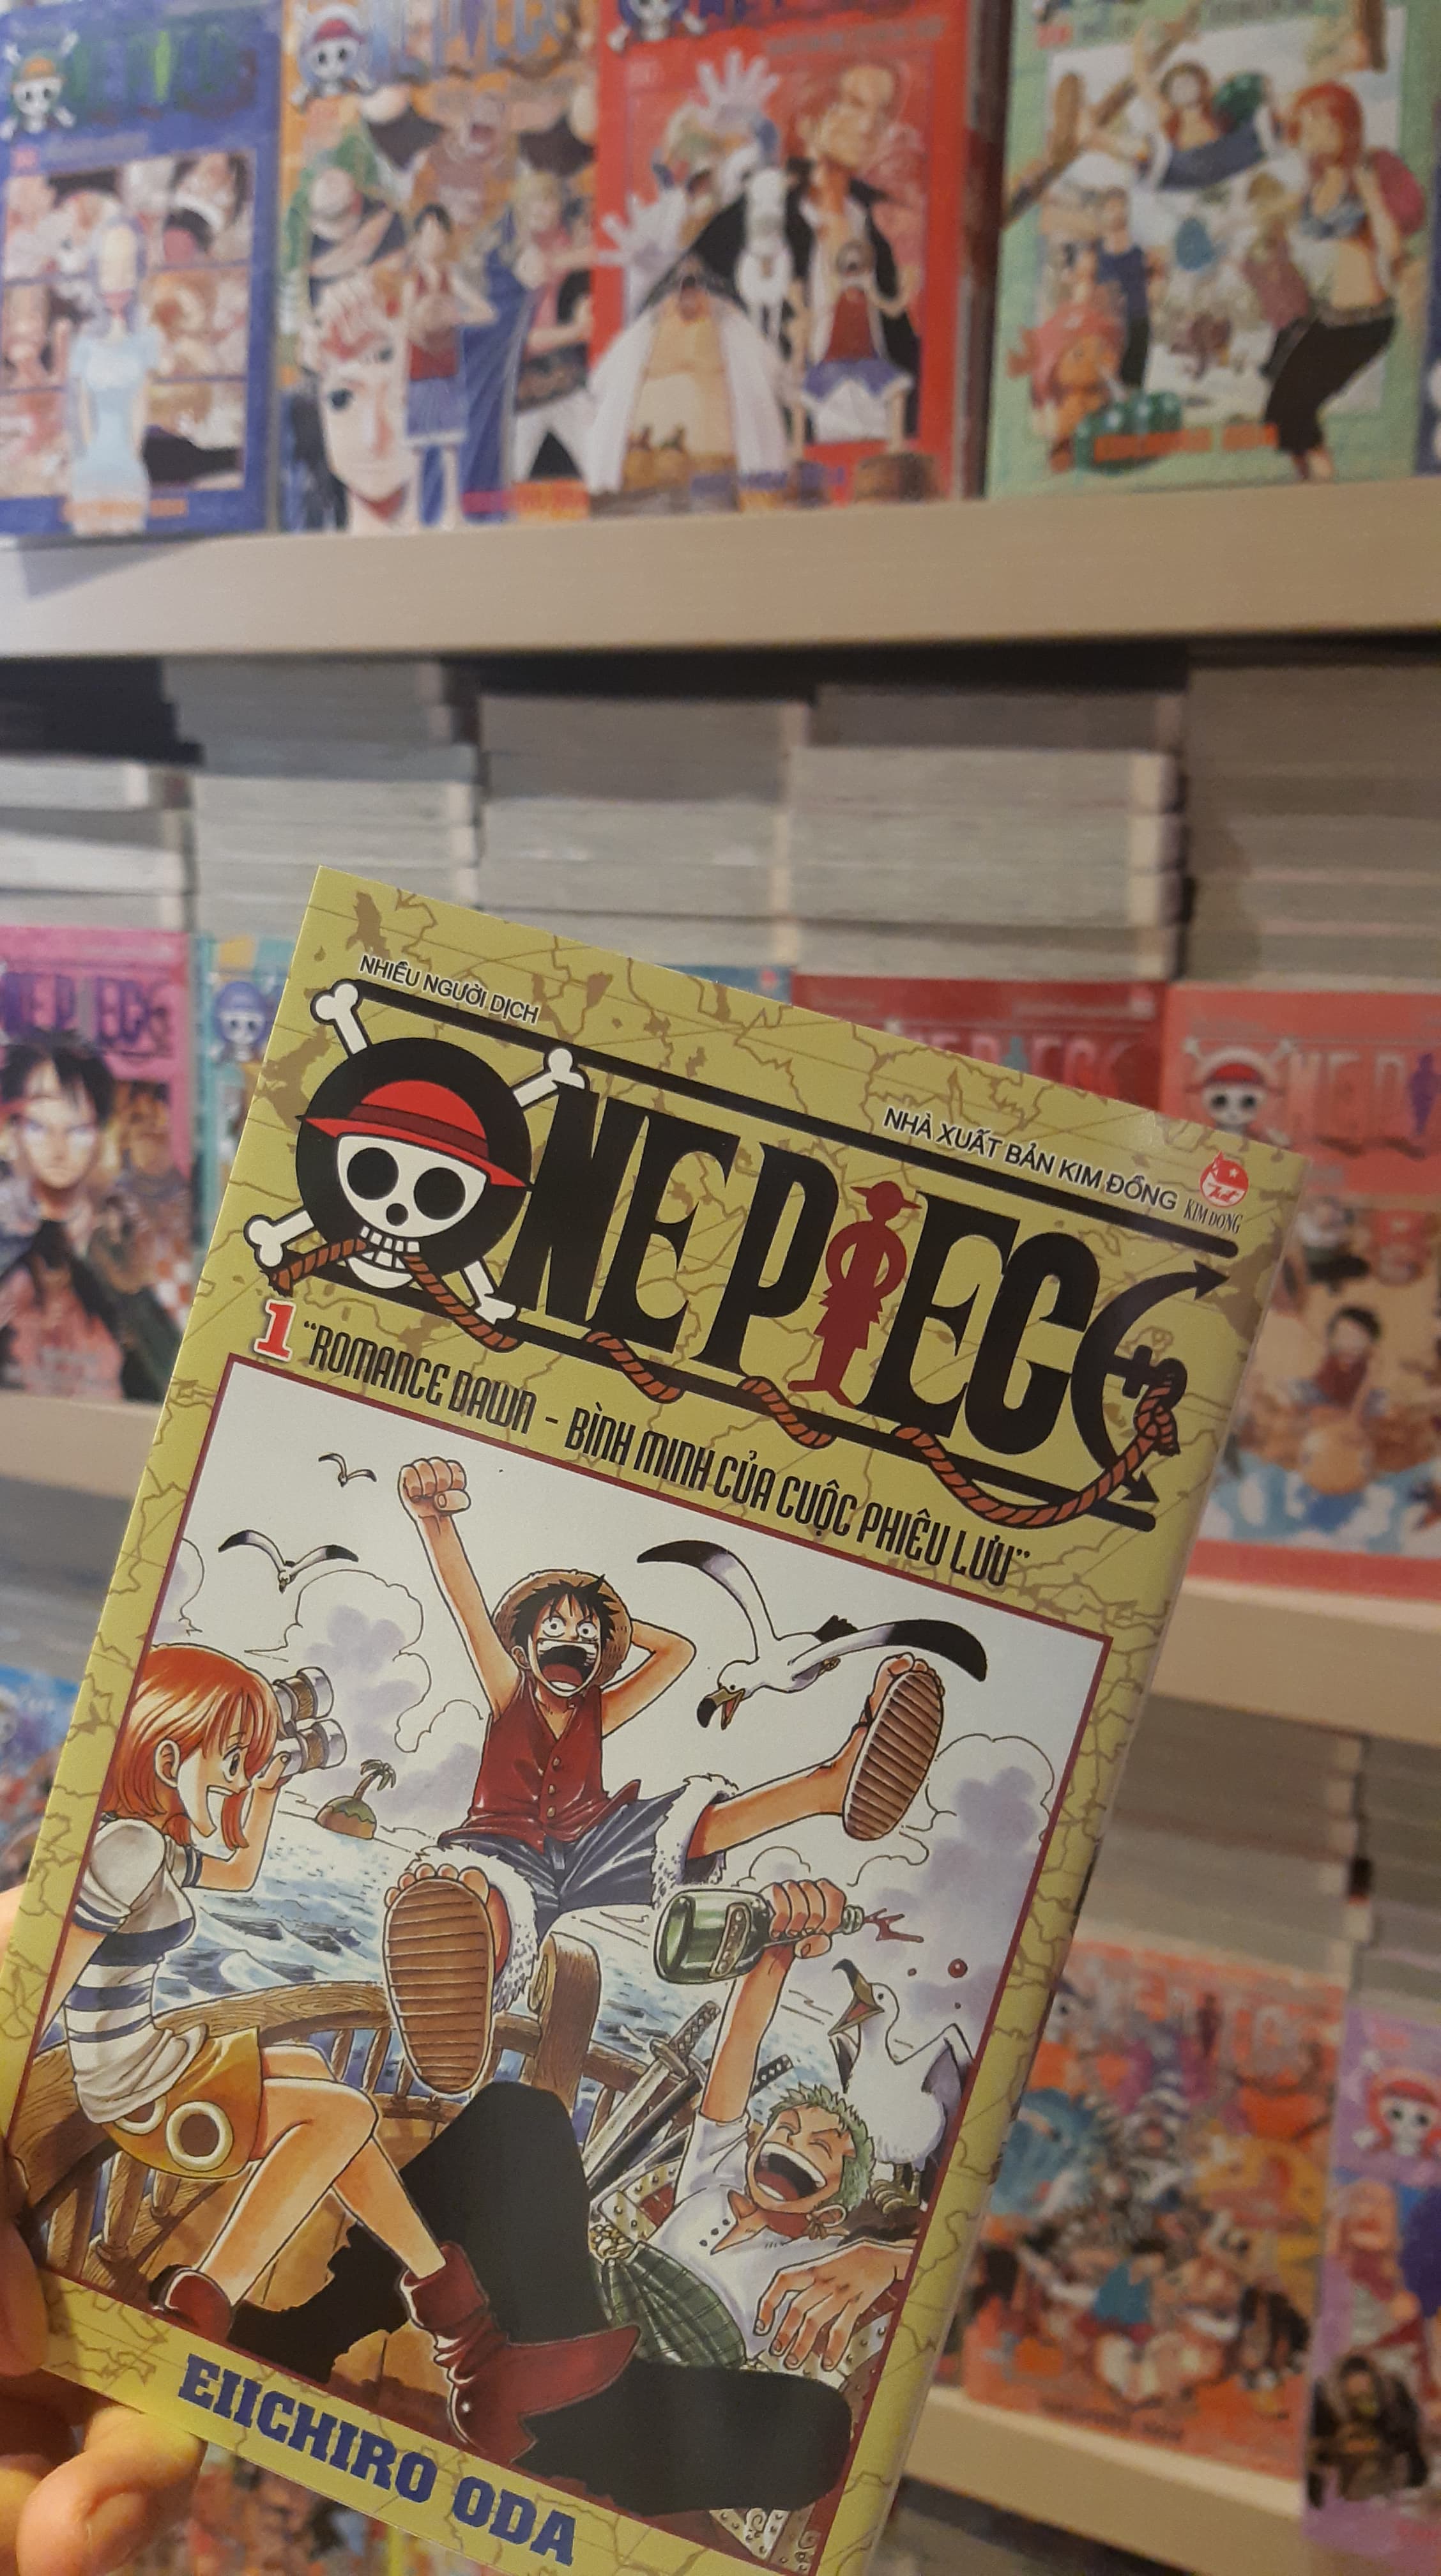 NHIỀU NGƯỜI DỊCH
NHÀ XUẤT BẢN KIM ĐỒNG
KIM ĐỒNG
ONE PIECE
1 “ROMANCE DAWN - BÌNH MINH CỦA CUỘC PHIÊU LƯU”
EIICHIRO ODA